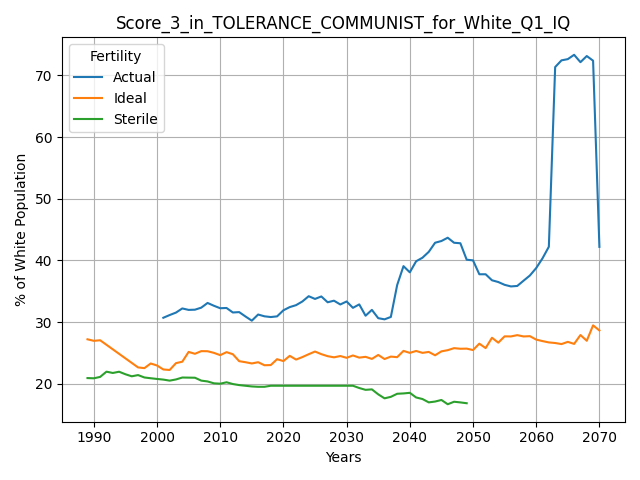 Score_3_in_TOLERANCE_COMMUNIST_for_White_Q1_IQ
Fertility
Actual
Ideal
Sterile
% of White Population
70
60
50
40
30
20
1990 2000 2010 2020 2030 2040 2050 2060 2070
Years